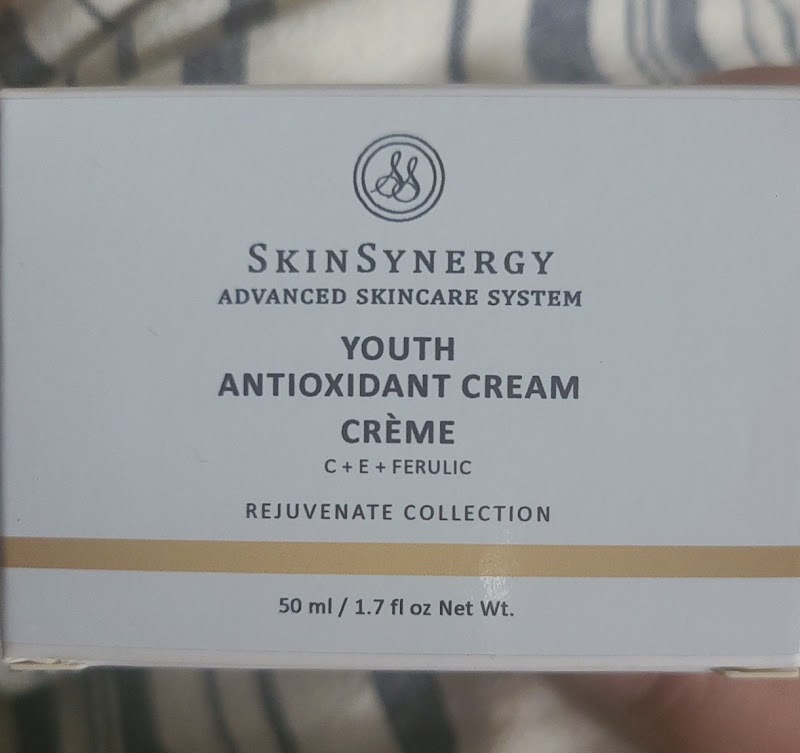 SS
SKINSYNERGY
ADVANCED SKINCARE SYSTEM
YOUTH
ANTIOXIDANT CREAM
CRÈME
C + E + FERULIC
REJUVENATE COLLECTION
50 ml / 1.7 fl oz Net Wt.